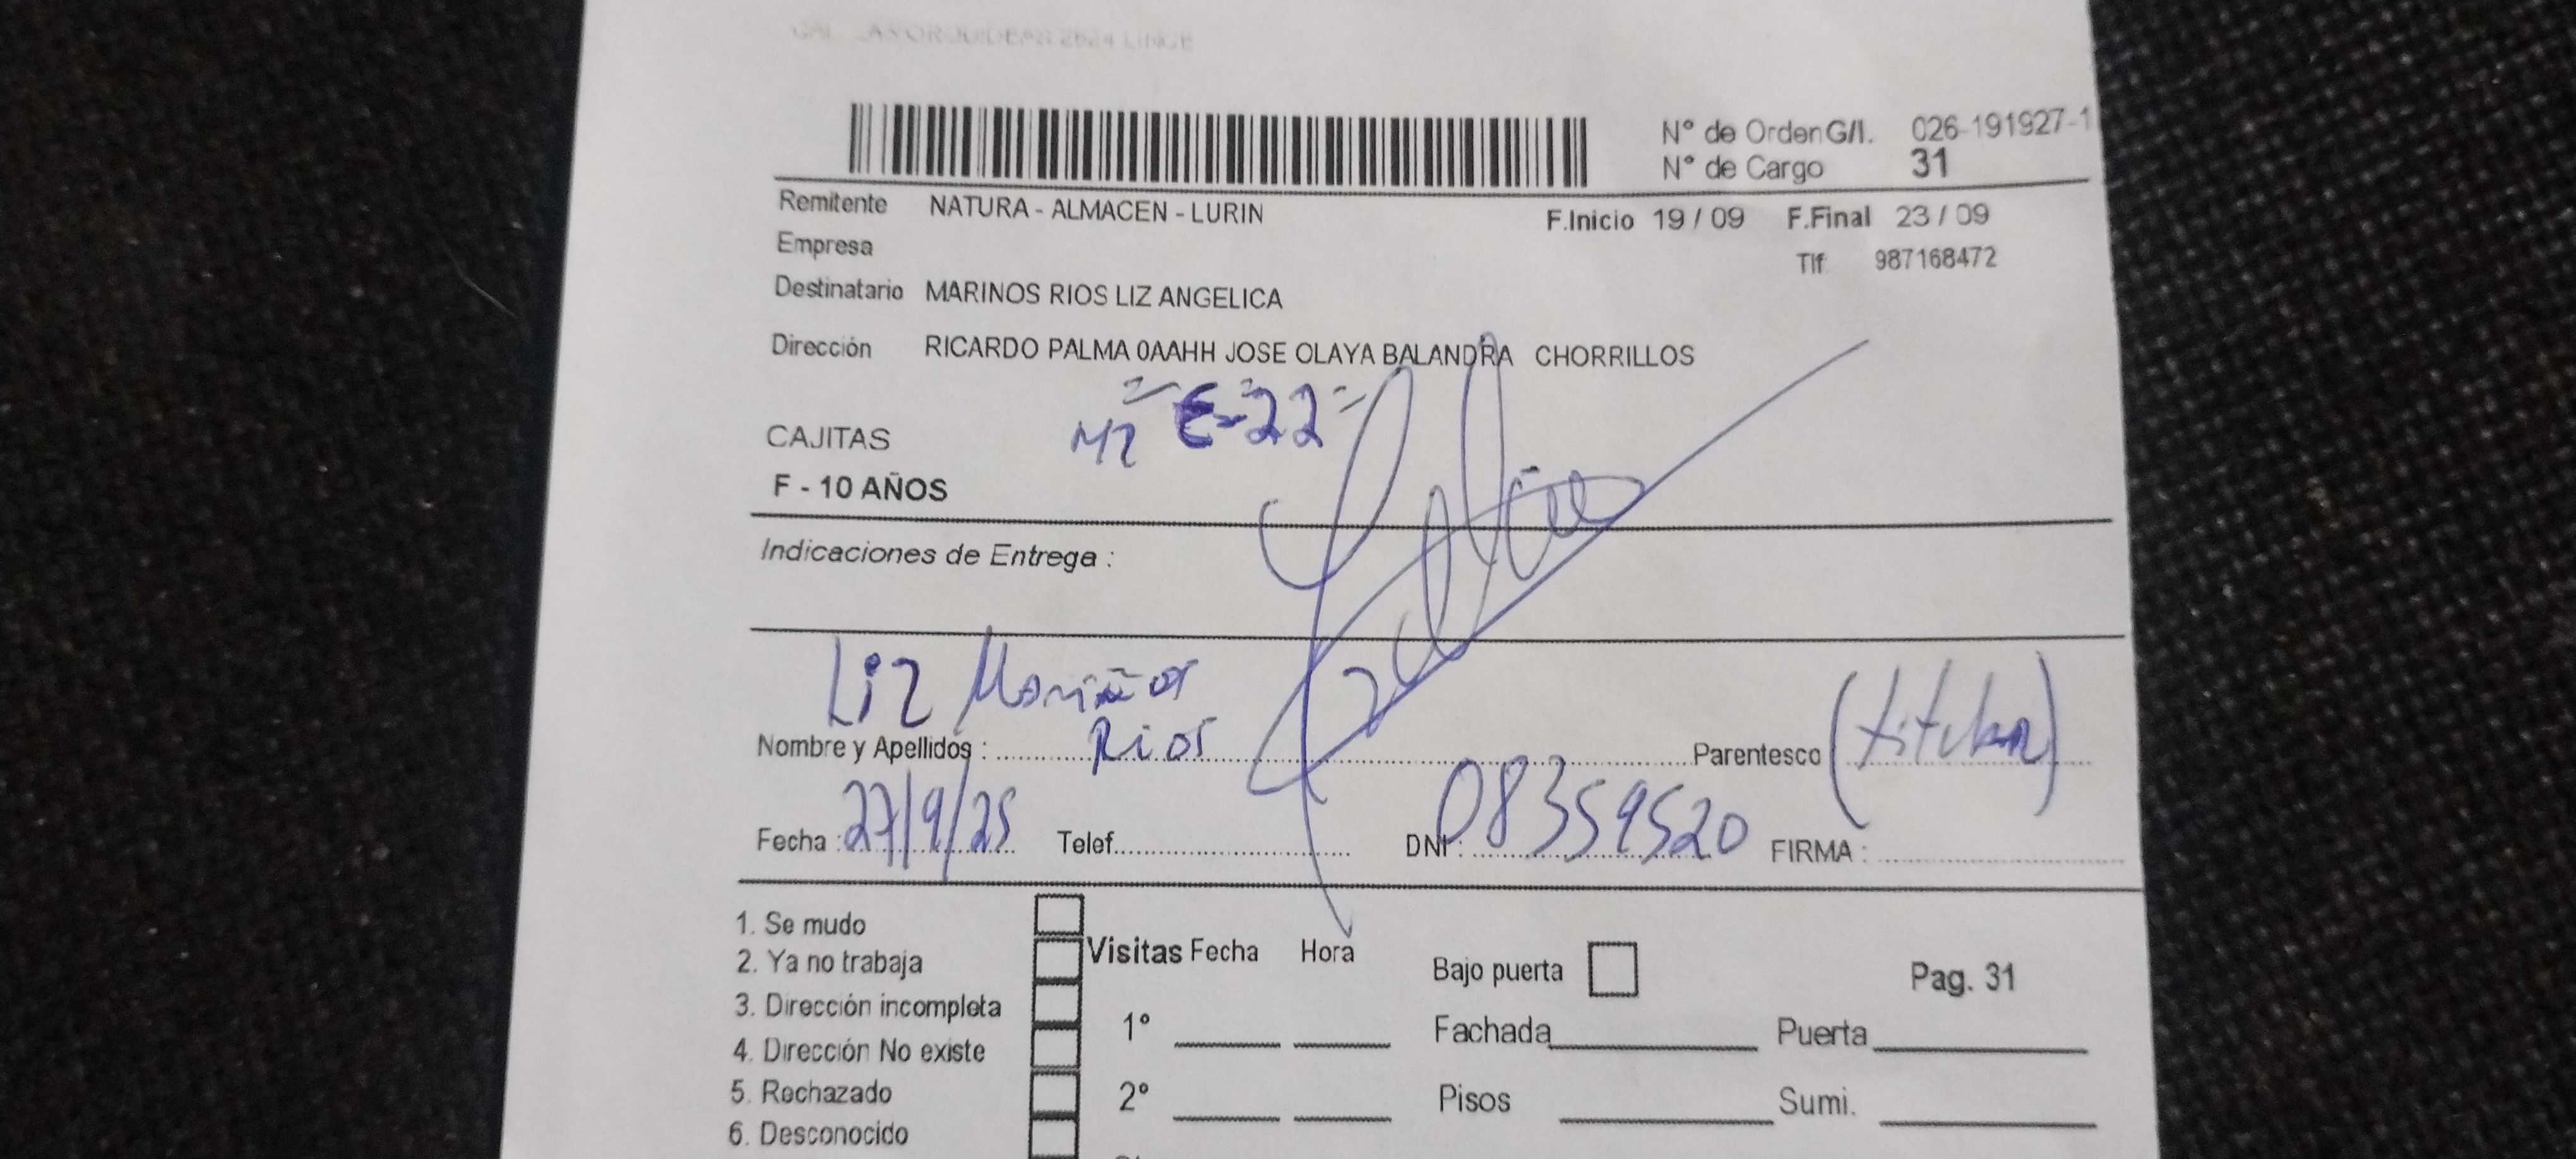 N° de Orden G/I. 026-191927-1
N° de Cargo 31
Remitente NATURA - ALMACEN - LURIN F.Inicio 19 / 09 F.Final 23 / 09
Empresa
Tlf 987168472
Destinatario MARINOS RIOS LIZ ANGELICA
Dirección RICARDO PALMA 0AAHH JOSE OLAYA BALANDRA CHORRILLOS
Mz E-22
CAJITAS
F - 10 AÑOS
Indicaciones de Entrega :
Liz Mariños
Nombre y Apellidos : Rios Parentesco (titular)
Fecha : 27/9/25 Telef. DNI : 08359520 FIRMA :
1. Se mudo
2. Ya no trabaja
3. Dirección incompleta
4. Dirección No existe
5. Rechazado
6. Desconocido
Visitas Fecha Hora
1°
2°
Bajo puerta Pag. 31
Fachada Puerta
Pisos Sumi.